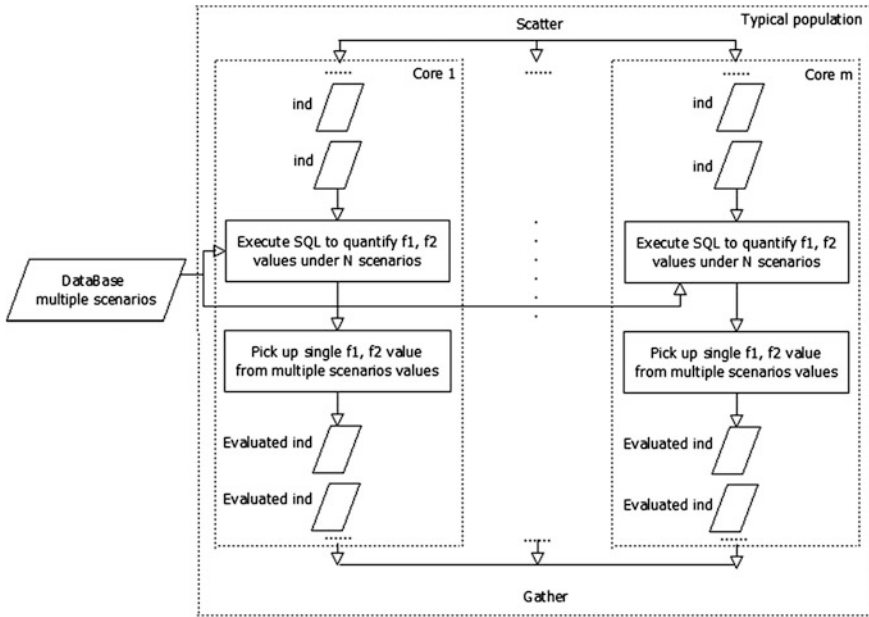 Typical population
Scatter
Core 1
......
ind
ind
Execute SQL to quantify f1, f2
values under N scenarios
Pick up single f1, f2 value
from multiple scenarios values
Evaluated ind
Evaluated ind
......
DataBase
multiple scenarios
......
......
Core m
......
ind
ind
Execute SQL to quantify f1, f2
values under N scenarios
Pick up single f1, f2 value
from multiple scenarios values
Evaluated ind
Evaluated ind
......
Gather